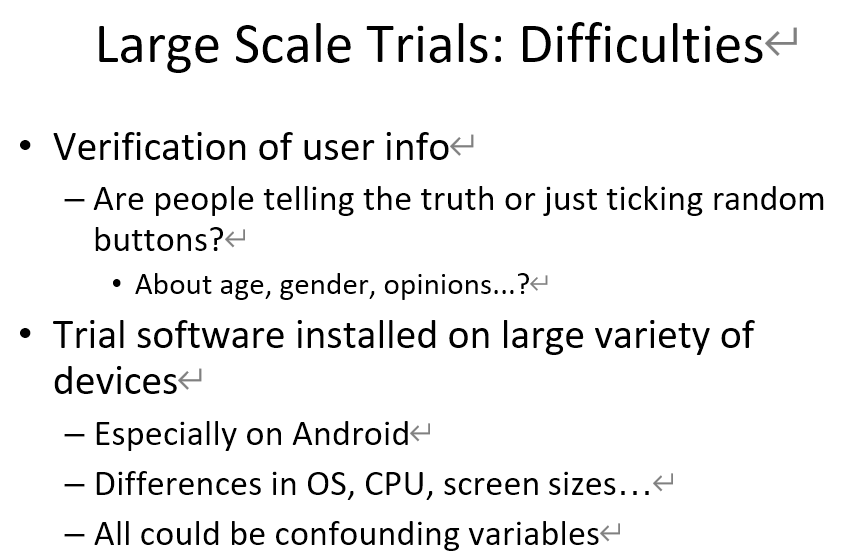 Large Scale Trials: Difficulties↵
• Verification of user info↵
– Are people telling the truth or just ticking random
buttons?↵
• About age, gender, opinions...?↵
• Trial software installed on large variety of
devices↵
– Especially on Android↵
– Differences in OS, CPU, screen sizes…↵
– All could be confounding variables↵